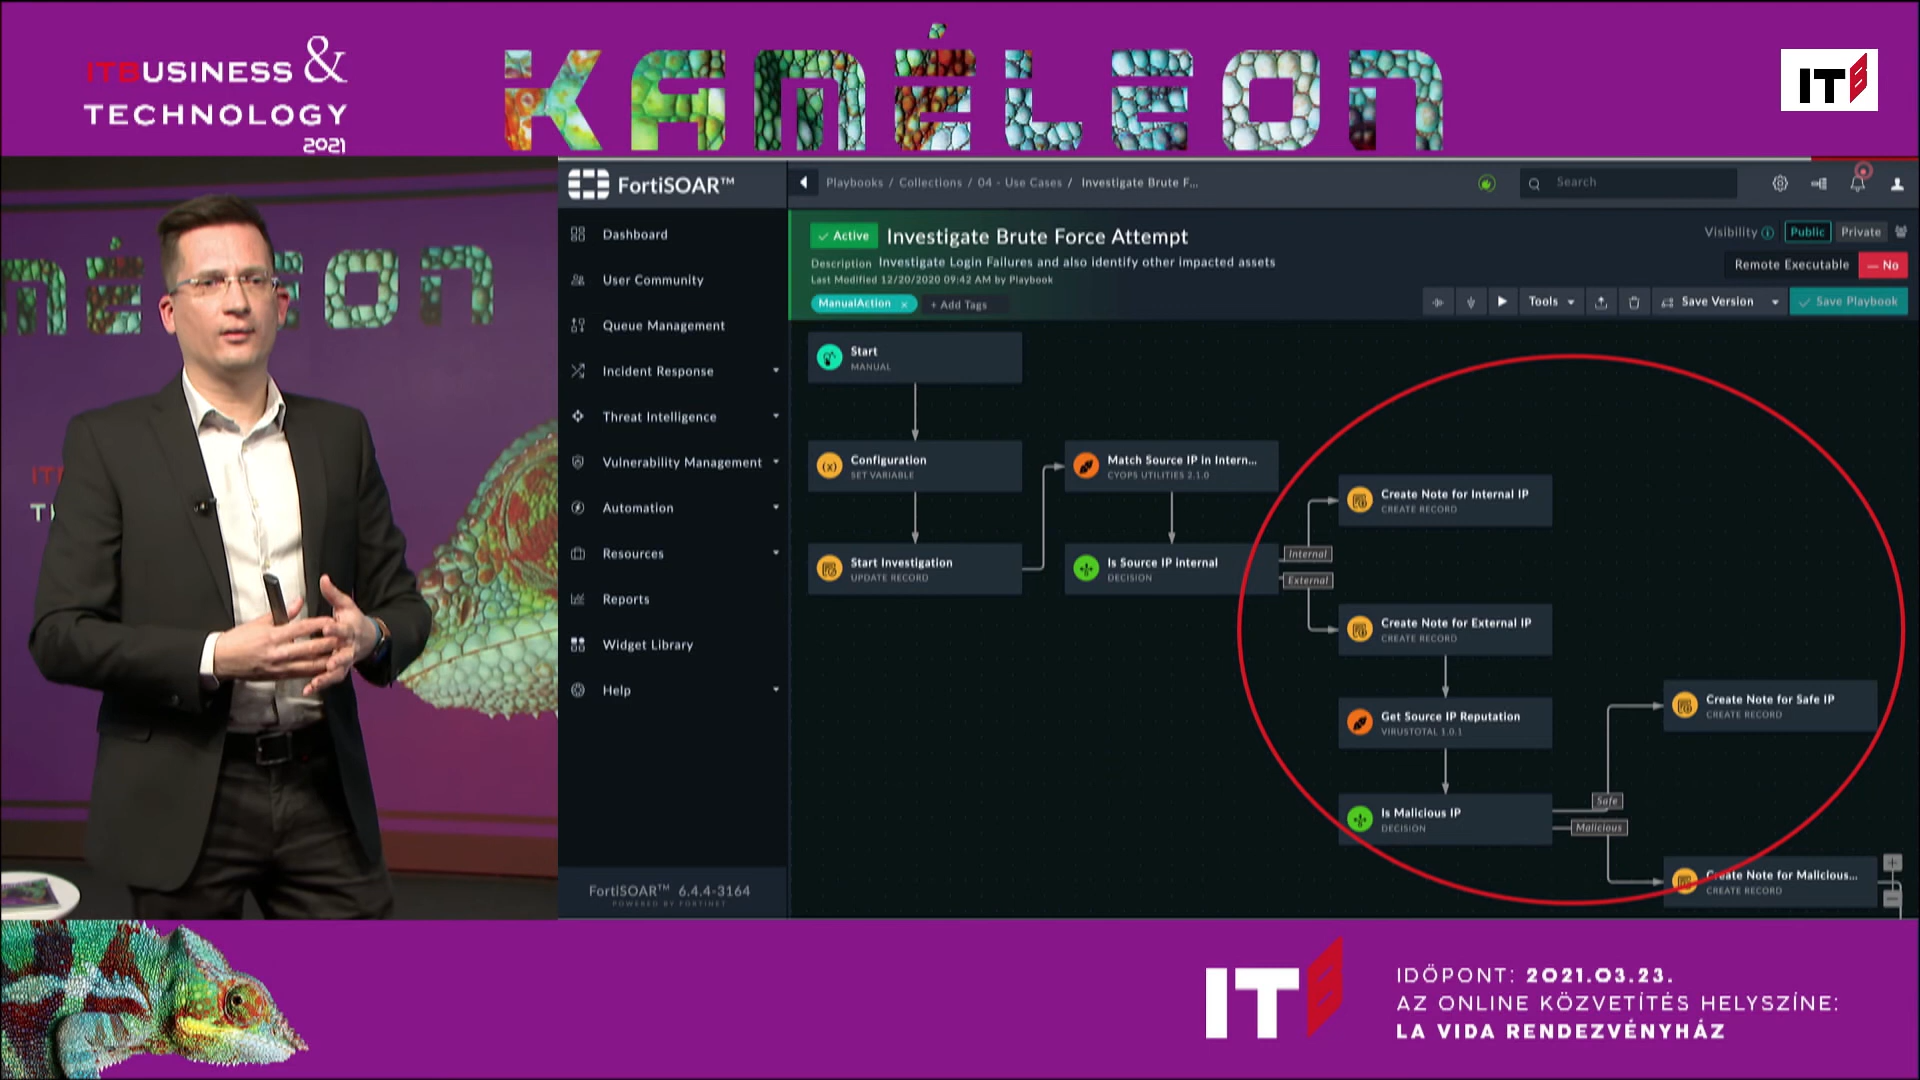 ITBUSINESS &
TECHNOLOGY
2021
KAMÉLEON
ITB
FortiSOAR™
Playbooks / Collections / 04 - Use Cases / Investigate Brute F...
Search
Active
Investigate Brute Force Attempt
Description Investigate Login Failures and also identify other impacted assets
Last Modified 12/20/2020 09:42 AM by Playbook
ManualAction ×
+ Add Tags
Visibility
Public
Private
Remote Executable
— No
Tools
Save Version
Save Playbook
Dashboard
User Community
Queue Management
Incident Response
Threat Intelligence
Vulnerability Management
Automation
Resources
Reports
Widget Library
Help
FortiSOAR™ 6.4.4-3164
POWERED BY FORTINET
Start
MANUAL
Configuration
SET VARIABLE
Start Investigation
UPDATE RECORD
Match Source IP in Intern...
CYOPS UTILITIES 2.1.0
Is Source IP internal
DECISION
Internal
External
Create Note for Internal IP
CREATE RECORD
Create Note for External IP
CREATE RECORD
Get Source IP Reputation
VIRUSTOTAL 1.0.1
Is Malicious IP
DECISION
Safe
Malicious
Create Note for Safe IP
CREATE RECORD
Create Note for Malicious...
CREATE RECORD
MÉLEON
IT
T
ITB
IDŐPONT: 2021.03.23.
AZ ONLINE KÖZVETÍTÉS HELYSZÍNE:
LA VIDA RENDEZVÉNYHÁZ